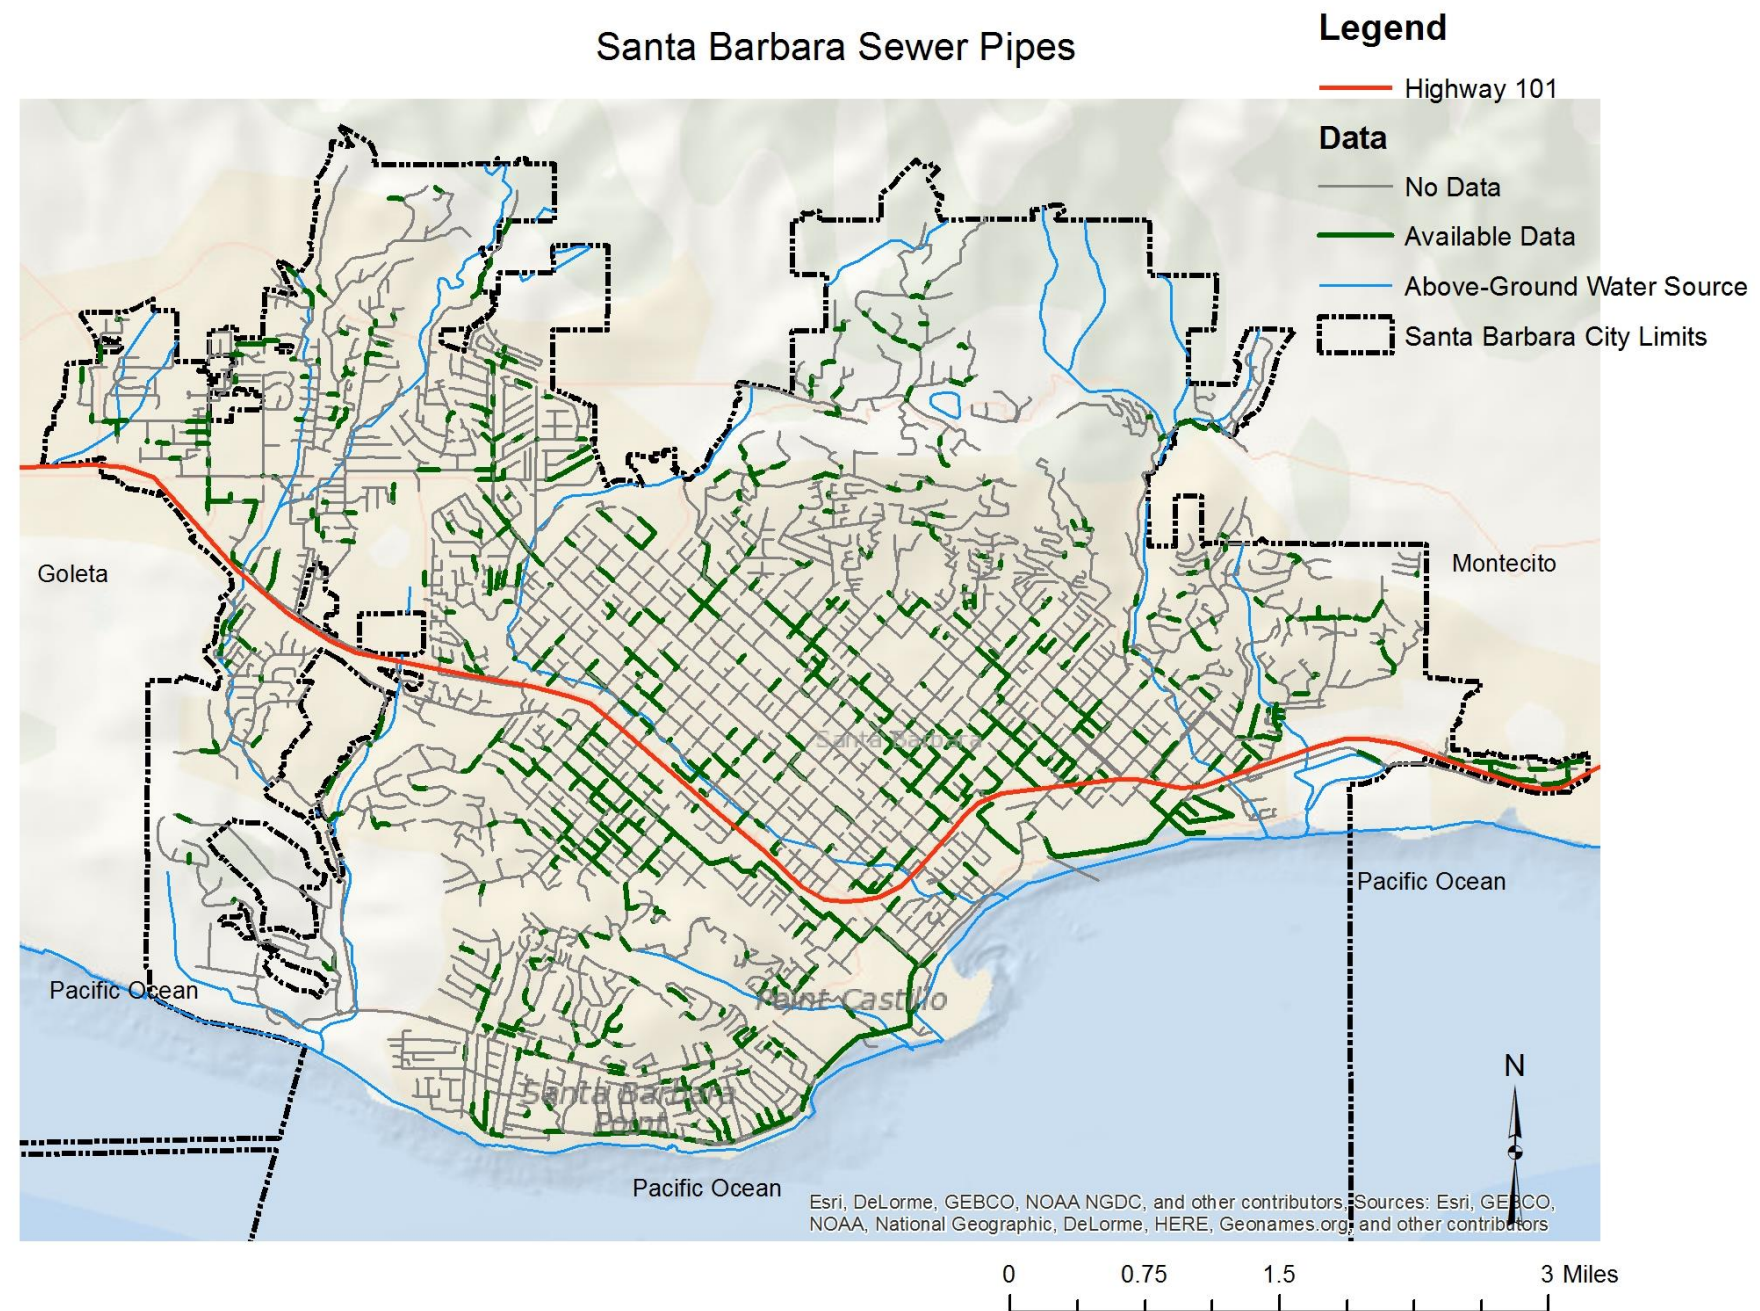 Santa Barbara Sewer Pipes
Legend
Highway 101
Data
No Data
Available Data
Above-Ground Water Source
Santa Barbara City Limits
Goleta
Montecito
Santa Barbara
Pacific Ocean
Pacific Ocean
Point Castillo
Santa Barbara
Point
N
Pacific Ocean
Esri, DeLorme, GEBCO, NOAA NGDC, and other contributors, Sources: Esri, GEBCO,
NOAA, National Geographic, DeLorme, HERE, Geonames.org, and other contributors
0 0.75 1.5 3 Miles